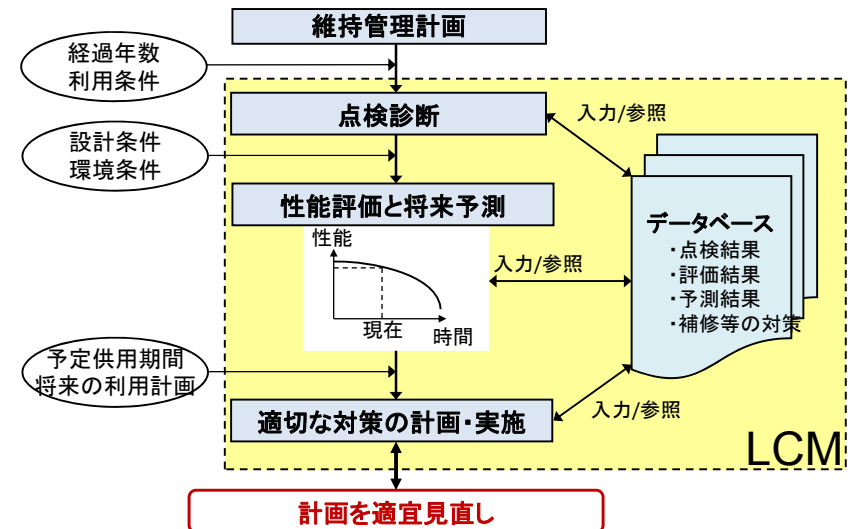 維持管理計画
経過年数
利用条件
点検診断
入力/参照
設計条件
環境条件
性能評価と将来予測
性能
現在
時間
入力/参照
データベース
・点検結果
・評価結果
・予測結果
・補修等の対策
予定供用期間
将来の利用計画
適切な対策の計画・実施
入力/参照
LCM
計画を適宜見直し